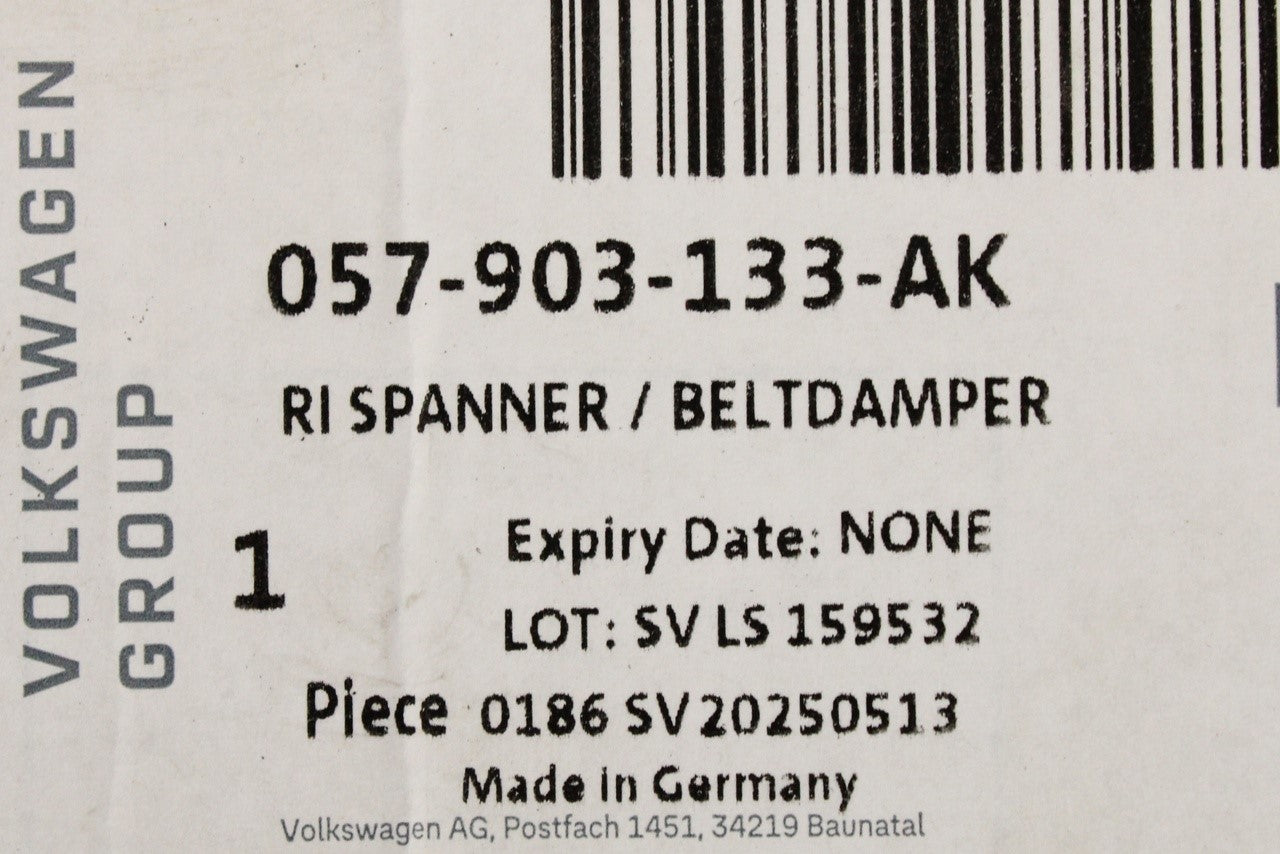 VOLKSWAGEN
GROUP
057-903-133-AK
RI SPANNER / BELTDAMPER
1
Expiry Date: NONE
LOT: SV LS 159532
Piece 0186 SV20250513
Made in Germany
Volkswagen AG, Postfach 1451, 34219 Baunatal